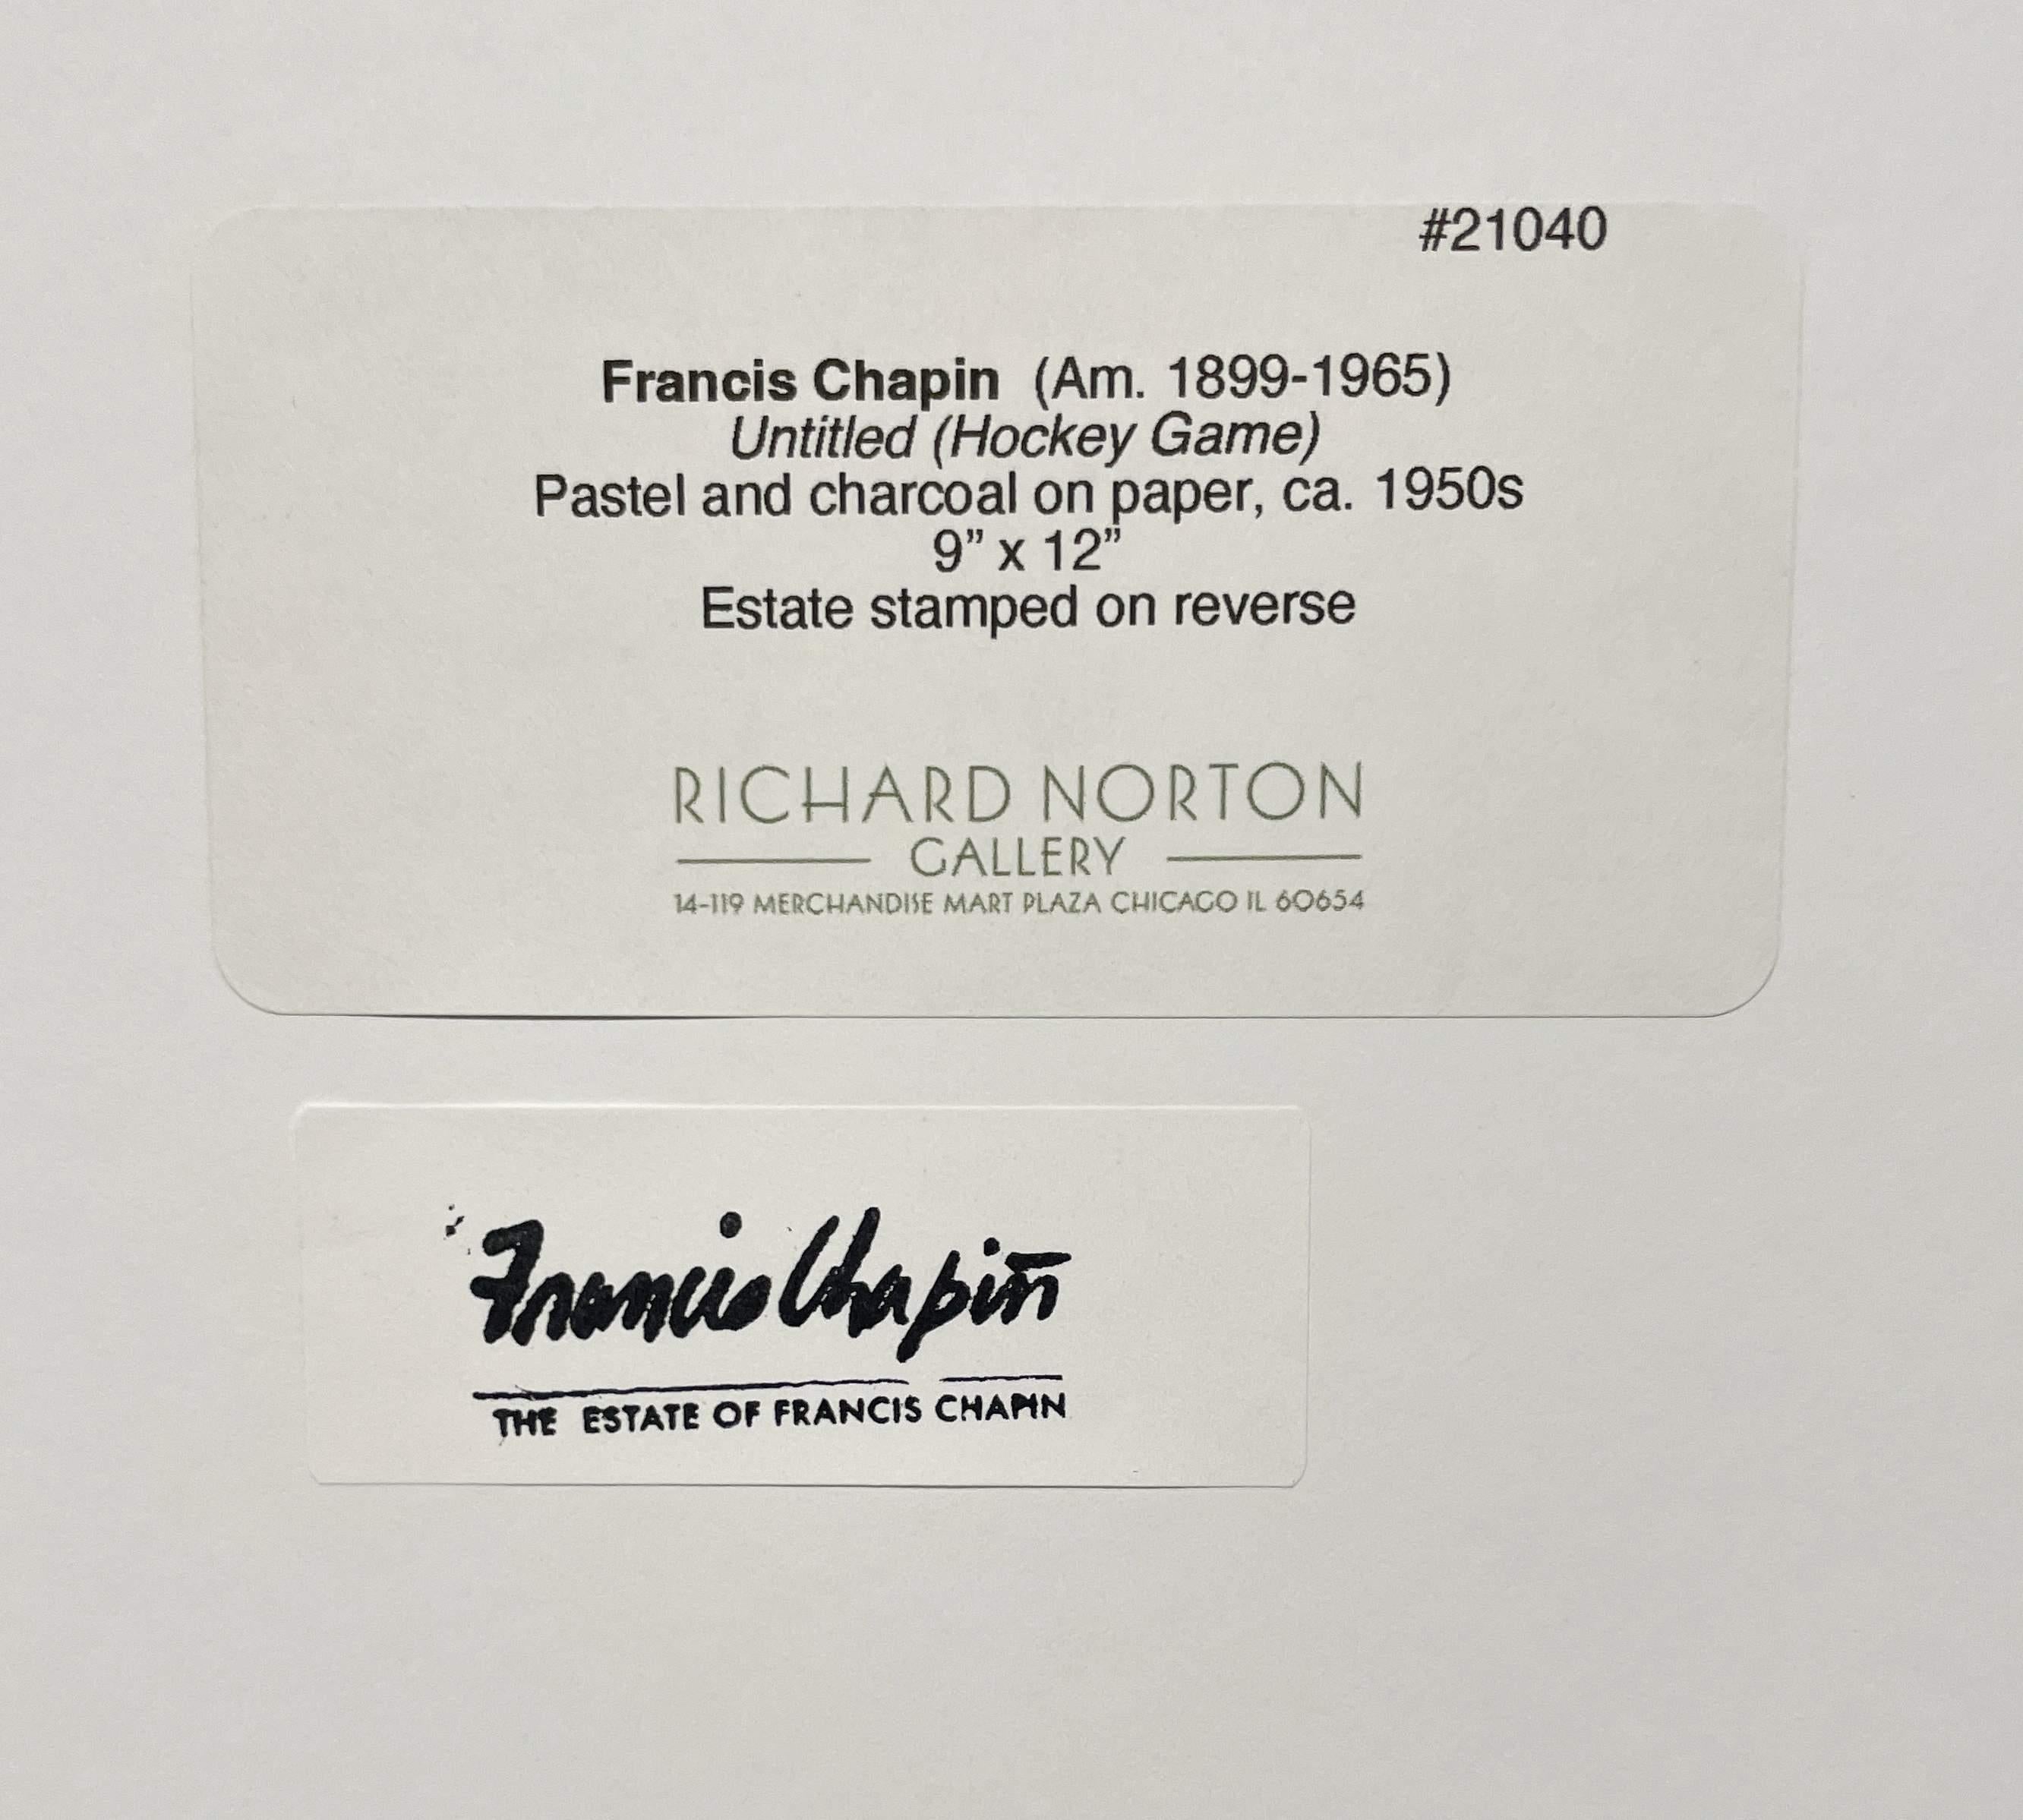 #21040
Francis Chapin (Am. 1899-1965)
Untitled (Hockey Game)
Pastel and charcoal on paper, ca. 1950s
9” x 12”
Estate stamped on reverse
RICHARD NORTON
GALLERY
14-119 MERCHANDISE MART PLAZA CHICAGO IL 60654
Francis Chapin
THE ESTATE OF FRANCIS CHAPIN